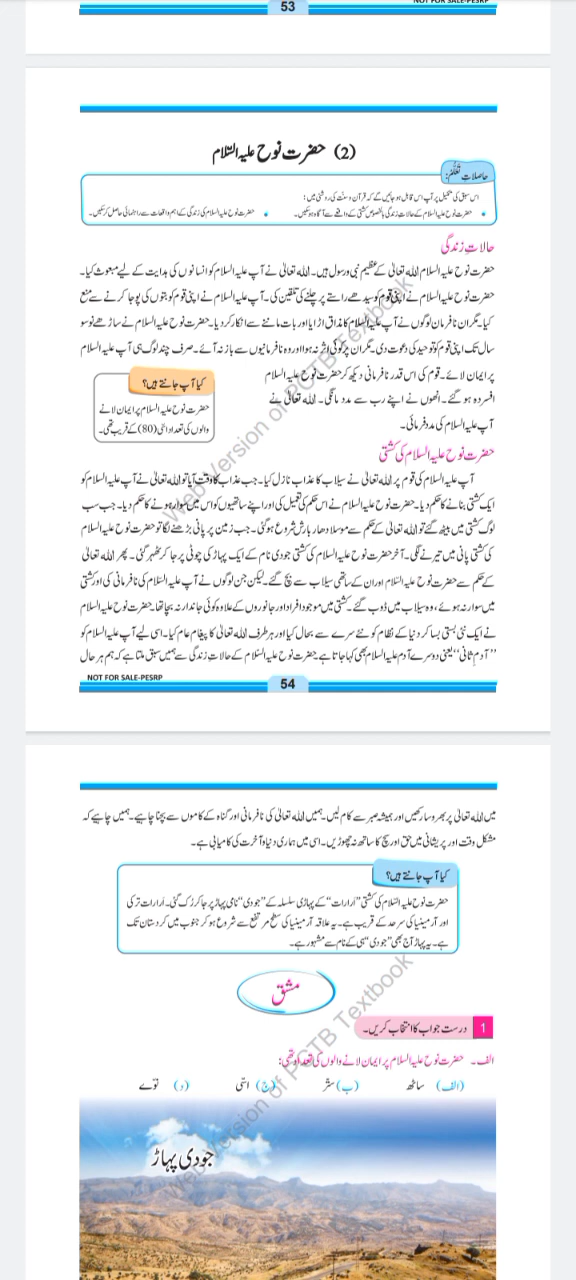 53
NOT FOR SALE-PESRP
(2) حضرت نوح علیہ السّلام
حاصلاتِ تعلّم:
اس سبق کی تکمیل پر آپ اس قابل ہو جائیں گے کہ قرآن و سنّت کی روشنی میں:
• حضرت نوح علیہ السلام کے حالاتِ زندگی بالخصوص کشتی کے واقعے سے آگاہ ہو سکیں۔ • حضرت نوح علیہ السلام کی زندگی کے اہم واقعات سے راہنمائی حاصل کر سکیں۔
حالاتِ زندگی
حضرت نوح علیہ السلام اللہ تعالیٰ کے عظیم نبی و رسول ہیں۔ اللہ تعالیٰ نے آپ علیہ السلام کو انسانوں کی ہدایت کے لیے مبعوث کیا۔
حضرت نوح علیہ السلام نے اپنی قوم کو سیدھے راستے پر چلنے کی تلقین کی۔ آپ علیہ السلام نے اپنی قوم کو بتوں کی پوجا کرنے سے منع
کیا۔ مگر ان نافرمان لوگوں نے آپ علیہ السلام کا مذاق اڑایا اور بات ماننے سے انکار کر دیا۔ حضرت نوح علیہ السلام نے ساڑھے نو سو
سال تک اپنی قوم کو توحید کی دعوت دی۔ مگر ان پر کوئی اثر نہ ہوا اور وہ نافرمانیوں سے باز نہ آئے۔ صرف چند لوگ ہی آپ علیہ السلام
پر ایمان لائے۔ قوم کی اس قدر نافرمانی دیکھ کر حضرت نوح علیہ السلام
افسردہ ہو گئے۔ انھوں نے اپنے رب سے مدد مانگی۔ اللہ تعالیٰ نے
آپ علیہ السلام کی مدد فرمائی۔
کیا آپ جانتے ہیں؟
حضرت نوح علیہ السلام پر ایمان لانے
والوں کی تعداد اسّی (80) کے قریب تھی۔
حضرت نوح علیہ السلام کی کشتی
آپ علیہ السلام کی قوم پر اللہ تعالیٰ نے سیلاب کا عذاب نازل کیا۔ جب عذاب کا وقت آیا تو اللہ تعالیٰ نے آپ علیہ السلام کو
ایک کشتی بنانے کا حکم دیا۔ حضرت نوح علیہ السلام نے اس حکم کی تعمیل کی اور اپنے ساتھیوں کو اس میں سوار ہونے کا حکم دیا۔ جب سب
لوگ کشتی میں بیٹھ گئے تو اللہ تعالیٰ کے حکم سے موسلا دھار بارش شروع ہو گئی۔ جب زمین پر پانی بڑھنے لگا تو حضرت نوح علیہ السلام
کی کشتی پانی میں تیرنے لگی۔ آخر حضرت نوح علیہ السلام کی کشتی جودی نام کے ایک پہاڑ کی چوٹی پر جا کر ٹھہر گئی۔ پھر اللہ تعالیٰ
کے حکم سے حضرت نوح علیہ السلام اور ان کے ساتھی سیلاب سے بچ گئے۔ لیکن جن لوگوں نے آپ علیہ السلام کی نافرمانی کی اور کشتی
میں سوار نہ ہوئے، وہ سیلاب میں ڈوب گئے۔ کشتی میں موجود افراد اور جانوروں کے علاوہ کوئی جاندار نہ بچا تھا۔ حضرت نوح علیہ السلام
نے ایک نئی بستی بسا کر دنیا کے نظام کو نئے سرے سے بحال کیا اور ہر طرف اللہ تعالیٰ کا پیغام عام کیا۔ اسی لیے آپ علیہ السلام کو
”آدم ثانی“ یعنی دوسرے آدم علیہ السلام بھی کہا جاتا ہے۔ حضرت نوح علیہ السلام کے حالاتِ زندگی سے ہمیں سبق ملتا ہے کہ ہم ہر حال
NOT FOR SALE-PESRP
54
میں اللہ تعالیٰ پر بھروسا رکھیں اور ہمیشہ صبر سے کام لیں۔ ہمیں اللہ تعالیٰ کی نافرمانی اور گناہ کے کاموں سے بچنا چاہیے۔ ہمیں چاہیے کہ
مشکل وقت اور پریشانی میں حق اور سچ کا ساتھ نہ چھوڑیں۔ اسی میں ہماری دنیا و آخرت کی کامیابی ہے۔
کیا آپ جانتے ہیں؟
حضرت نوح علیہ السّلام کی کشتی ”ارارات“ کے پہاڑی سلسلہ کے ”جودی“ نامی پہاڑ پر جا کر رُک گئی۔ ارارات ترکی
اور آرمینیا کی سرحد کے قریب ہے۔ یہ علاقہ آرمینیا کی سطح مرتفع سے شروع ہو کر جنوب میں کردستان تک
ہے۔ یہ پہاڑ آج بھی ”جودی“ ہی کے نام سے مشہور ہے۔
مشق
1 درست جواب کا انتخاب کریں۔
الف۔ حضرت نوح علیہ السلام پر ایمان لانے والوں کی تعداد تھی:
(الف) ساٹھ (ب) ستّر (ج) اسّی (د) نوّے
جودی پہاڑ
Web Version of PCTB Textbook
Web Version of PCTB Textbook